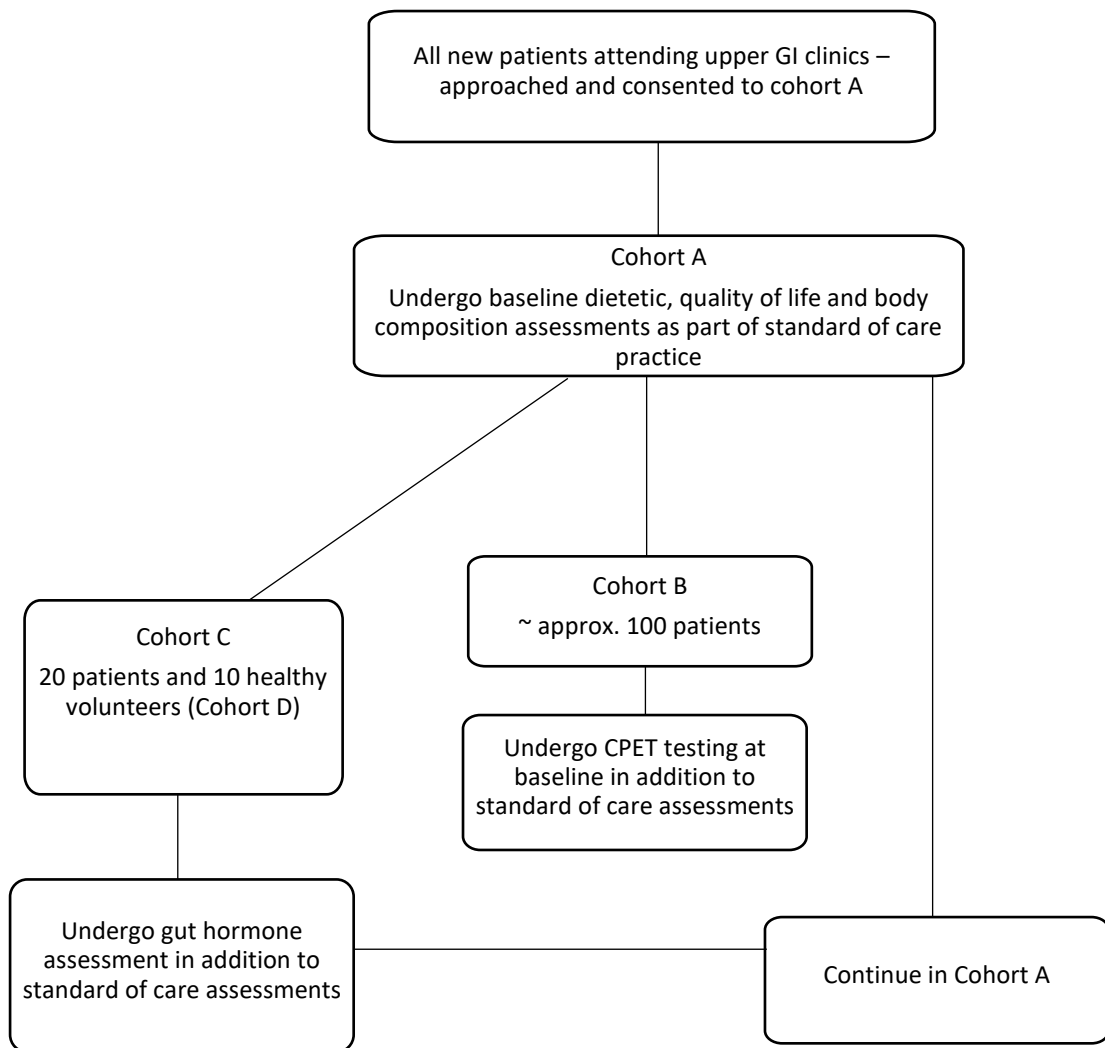 All new patients attending upper GI clinics –
approached and consented to cohort A
Cohort A
Undergo baseline dietetic, quality of life and body
composition assessments as part of standard of care
practice
Cohort B
~ approx. 100 patients
Cohort C
20 patients and 10 healthy
volunteers (Cohort D)
Undergo CPET testing at
baseline in addition to
standard of care assessments
Undergo gut hormone
assessment in addition to
standard of care assessments
Continue in Cohort A